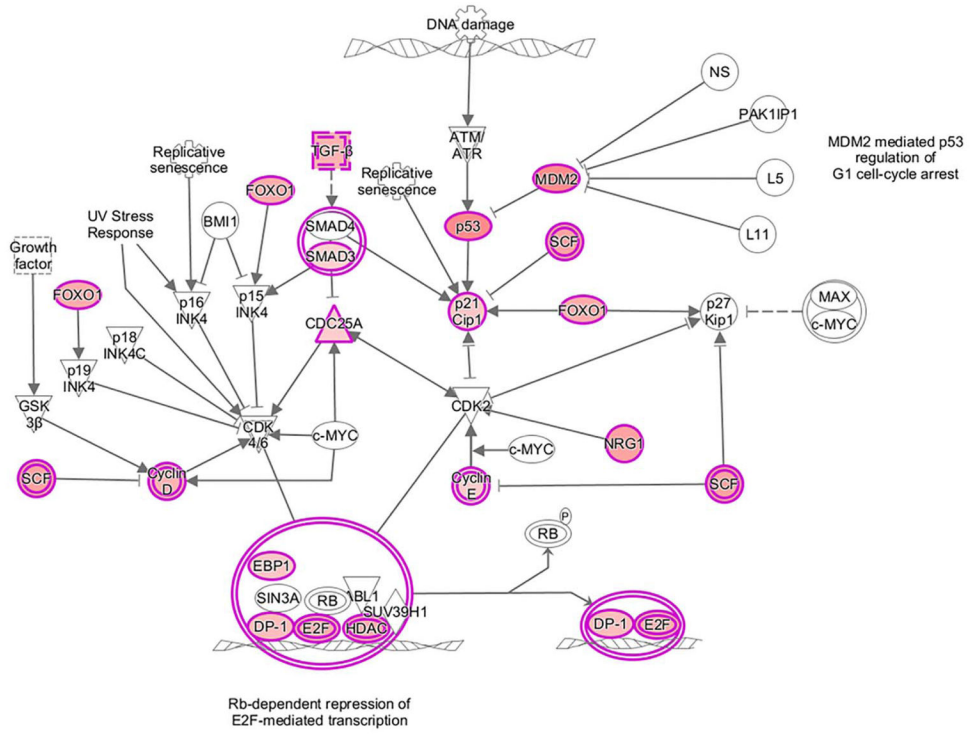 DNA damage
NS
PAK1IP1
MDM2 mediated p53
regulation of
G1 cell-cycle arrest
ATM/
ATR
TGF-β
Replicative
senescence
Replicative
senescence
MDM2
L5
FOXO1
L11
UV Stress
Response
BMI1
SMAD4
SMAD3
p53
SCF
Growth
factor
FOXO1
p16
INK4
p15
INK4
p21
Cip1
FOXO1
p27
Kip1
MAX
c-MYC
CDC25A
p18
INK4C
p19
INK4
GSK
3β
CDK
4/6
c-MYC
CDK2
NRG1
c-MYC
SCF
Cyclin
D
Cyclin
E
SCF
P
RB
EBP1
SIN3A
RB
ABL1
SUV39H1
DP-1
E2F
HDAC
DP-1
E2F
Rb-dependent repression of
E2F-mediated transcription